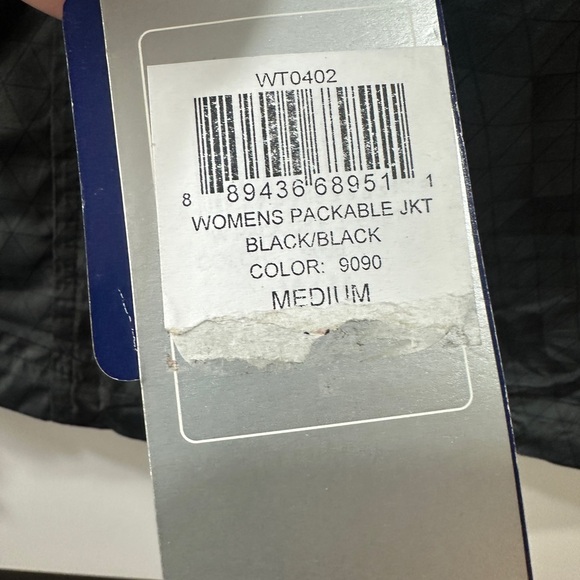 WT0402
8 89436 68951 1
WOMENS PACKABLE JKT
BLACK/BLACK
COLOR: 9090
MEDIUM